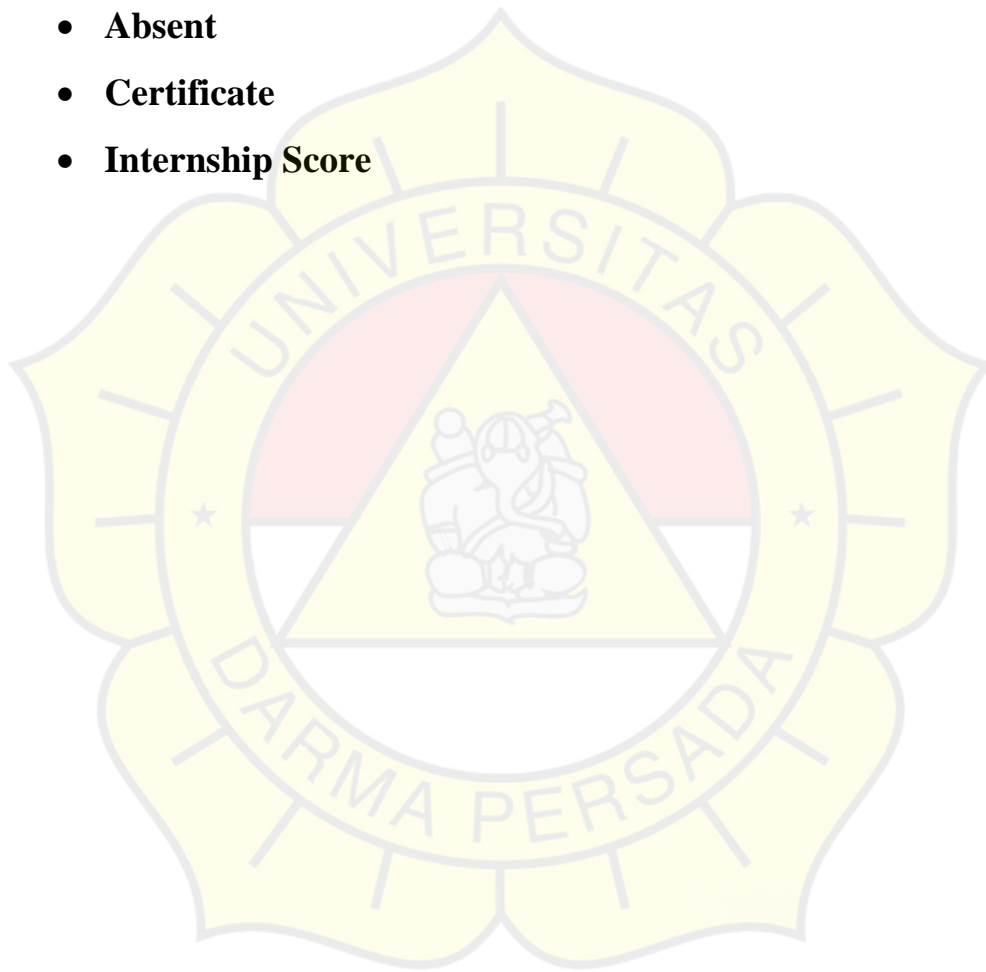 • Absent
• Certificate
• Internship Score
UNIVERSITAS
DARMA PERSADA